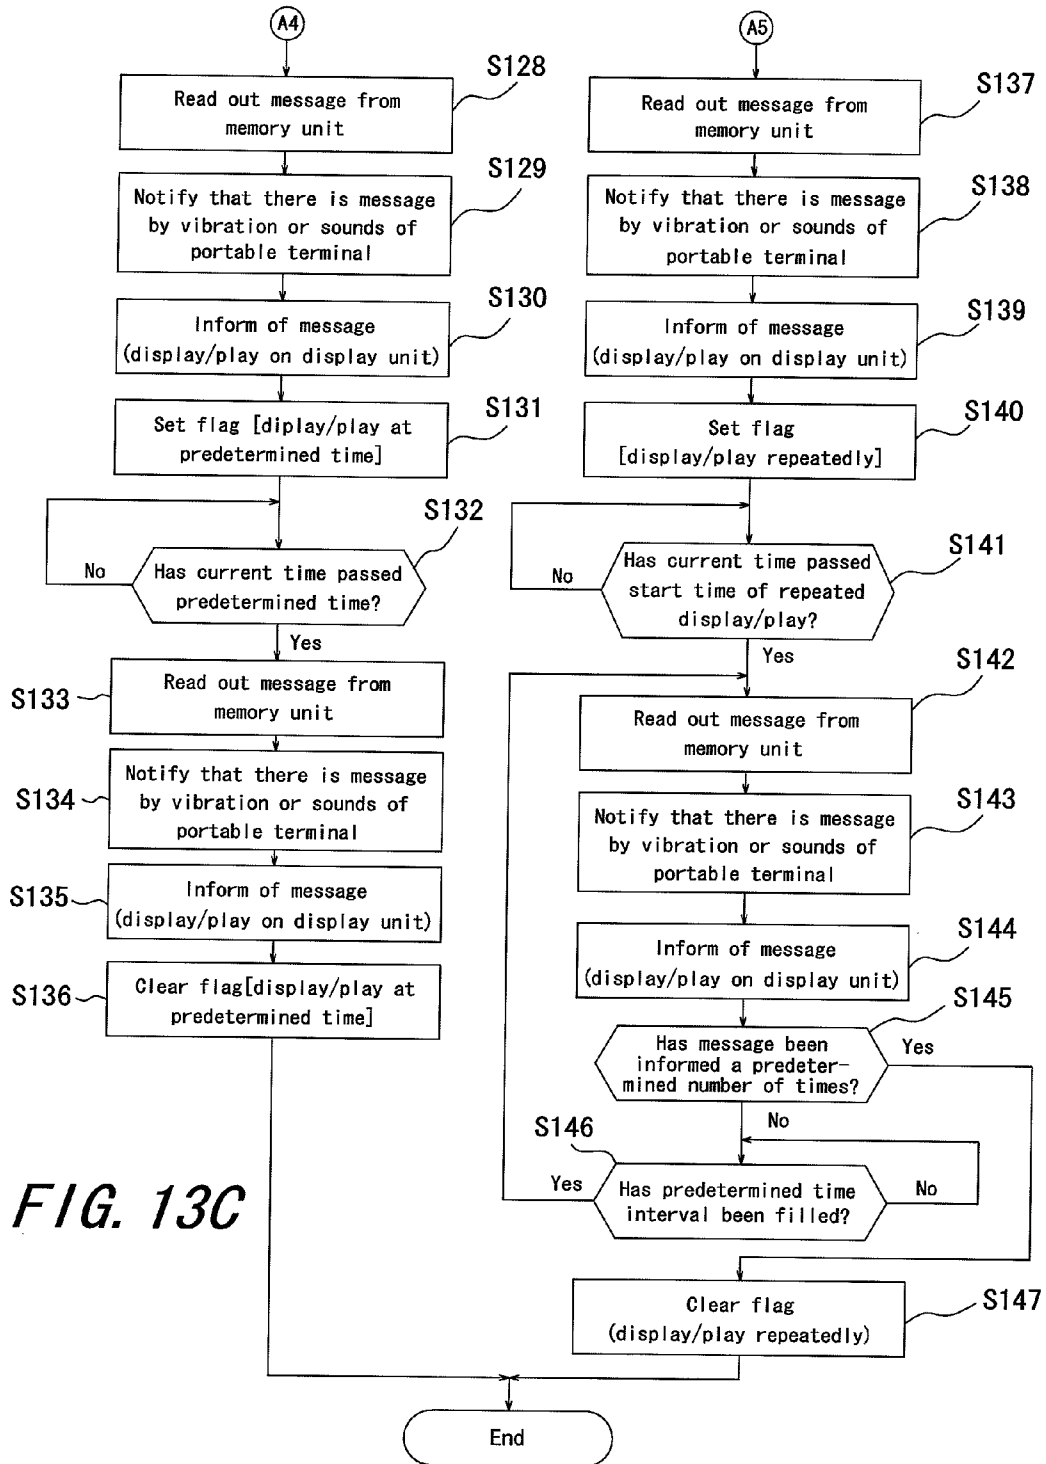 A4
S128
Read out message from
memory unit
S129
Notify that there is message
by vibration or sounds of
portable terminal
S130
Inform of message
(display/play on display unit)
S131
Set flag [diplay/play at
predetermined time]
S132
Has current time passed
predetermined time?
No
Yes
S133
Read out message from
memory unit
S134
Notify that there is message
by vibration or sounds of
portable terminal
S135
Inform of message
(display/play on display unit)
S136
Clear flag[display/play at
predetermined time]
A5
S137
Read out message from
memory unit
S138
Notify that there is message
by vibration or sounds of
portable terminal
S139
Inform of message
(display/play on display unit)
S140
Set flag
[display/play repeatedly]
S141
Has current time passed
start time of repeated
display/play?
No
Yes
S142
Read out message from
memory unit
S143
Notify that there is message
by vibration or sounds of
portable terminal
S144
Inform of message
(display/play on display unit)
S145
Has message been
informed a predeter-
mined number of times?
Yes
No
S146
Has predetermined time
interval been filled?
Yes
No
S147
Clear flag
(display/play repeatedly)
End
FIG. 13C